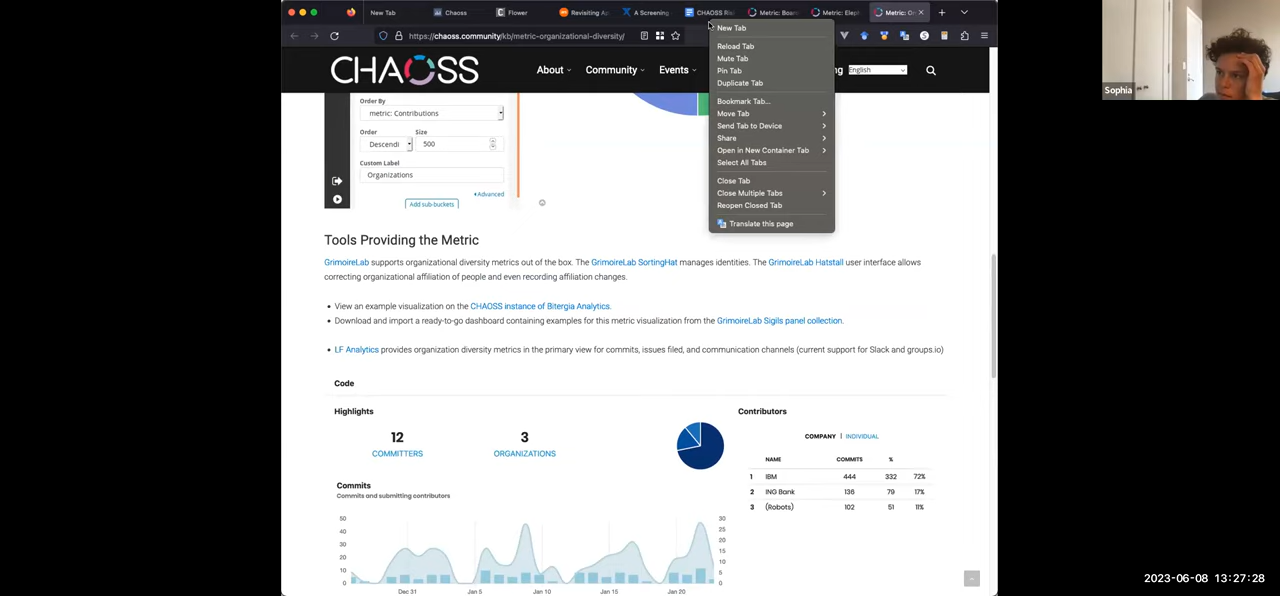 New Tab
Chaoss
Flower
Revisiting Ap
A Screening
CHAOSS Ri
Metric: Boar
Metric: Elep
Metric: O
https://chaoss.community/kb/metric-organizational-diversity/
New Tab
Reload Tab
Mute Tab
Pin Tab
Duplicate Tab
Bookmark Tab...
Move Tab
Send Tab to Device
Share
Open in New Container Tab
Select All Tabs
Close Tab
Close Multiple Tabs
Reopen Closed Tab
Translate this page
Sophia
CHAOSS
About
Community
Events
ng
English
Order By
metric: Contributions
Order
Size
Descendi
500
Custom Label
Organizations
Advanced
Add sub-buckets
Tools Providing the Metric
GrimoireLab supports organizational diversity metrics out of the box. The GrimoireLab SortingHat manages identities. The GrimoireLab Hatstall user interface allows
correcting organizational affiliation of people and even recording affiliation changes.
• View an example visualization on the CHAOSS instance of Bitergia Analytics.
• Download and import a ready-to-go dashboard containing examples for this metric visualization from the GrimoireLab Sigils panel collection.
• LF Analytics provides organization diversity metrics in the primary view for commits, issues filed, and communication channels (current support for Slack and groups.io)
Code
Highlights
12
COMMITTERS
3
ORGANIZATIONS
Contributors
COMPANY | INDIVIDUAL
NAME COMMITS %
1 IBM 444 332 72%
2 ING Bank 136 79 17%
3 (Robots) 102 51 11%
Commits
Commits and submitting contributors
50
40
30
20
10
0
30
25
20
15
10
5
0
Dec 31
Jan 5
Jan 10
Jan 15
Jan 20
2023-06-08 13:27:28